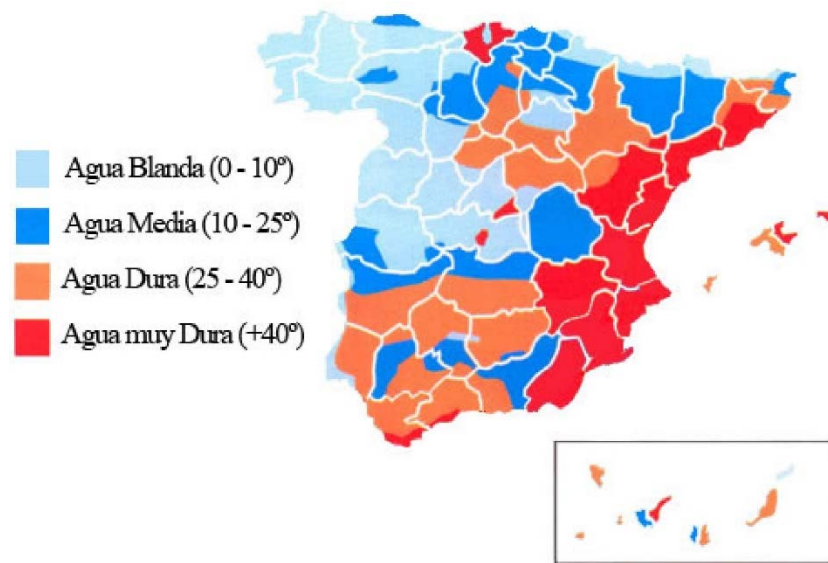 Agua Blanda (0 - 10º)
Agua Media (10 - 25º)
Agua Dura (25 - 40º)
Agua muy Dura (+40º)